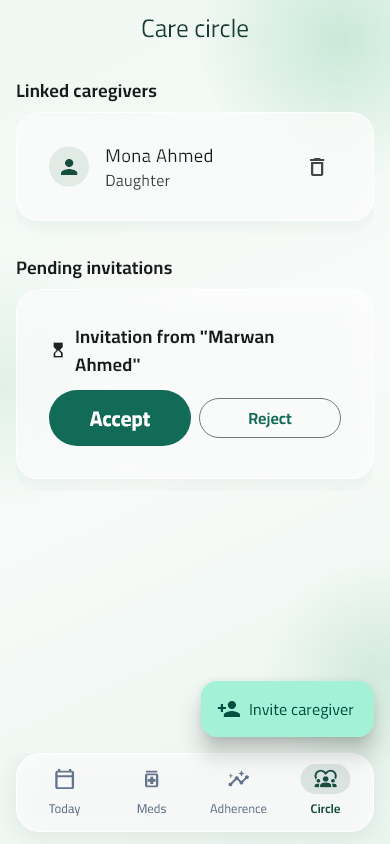 Care circle
Linked caregivers
Mona Ahmed
Daughter
Pending invitations
Invitation from "Marwan
Ahmed"
Accept
Reject
Invite caregiver
Today
Meds
Adherence
Circle